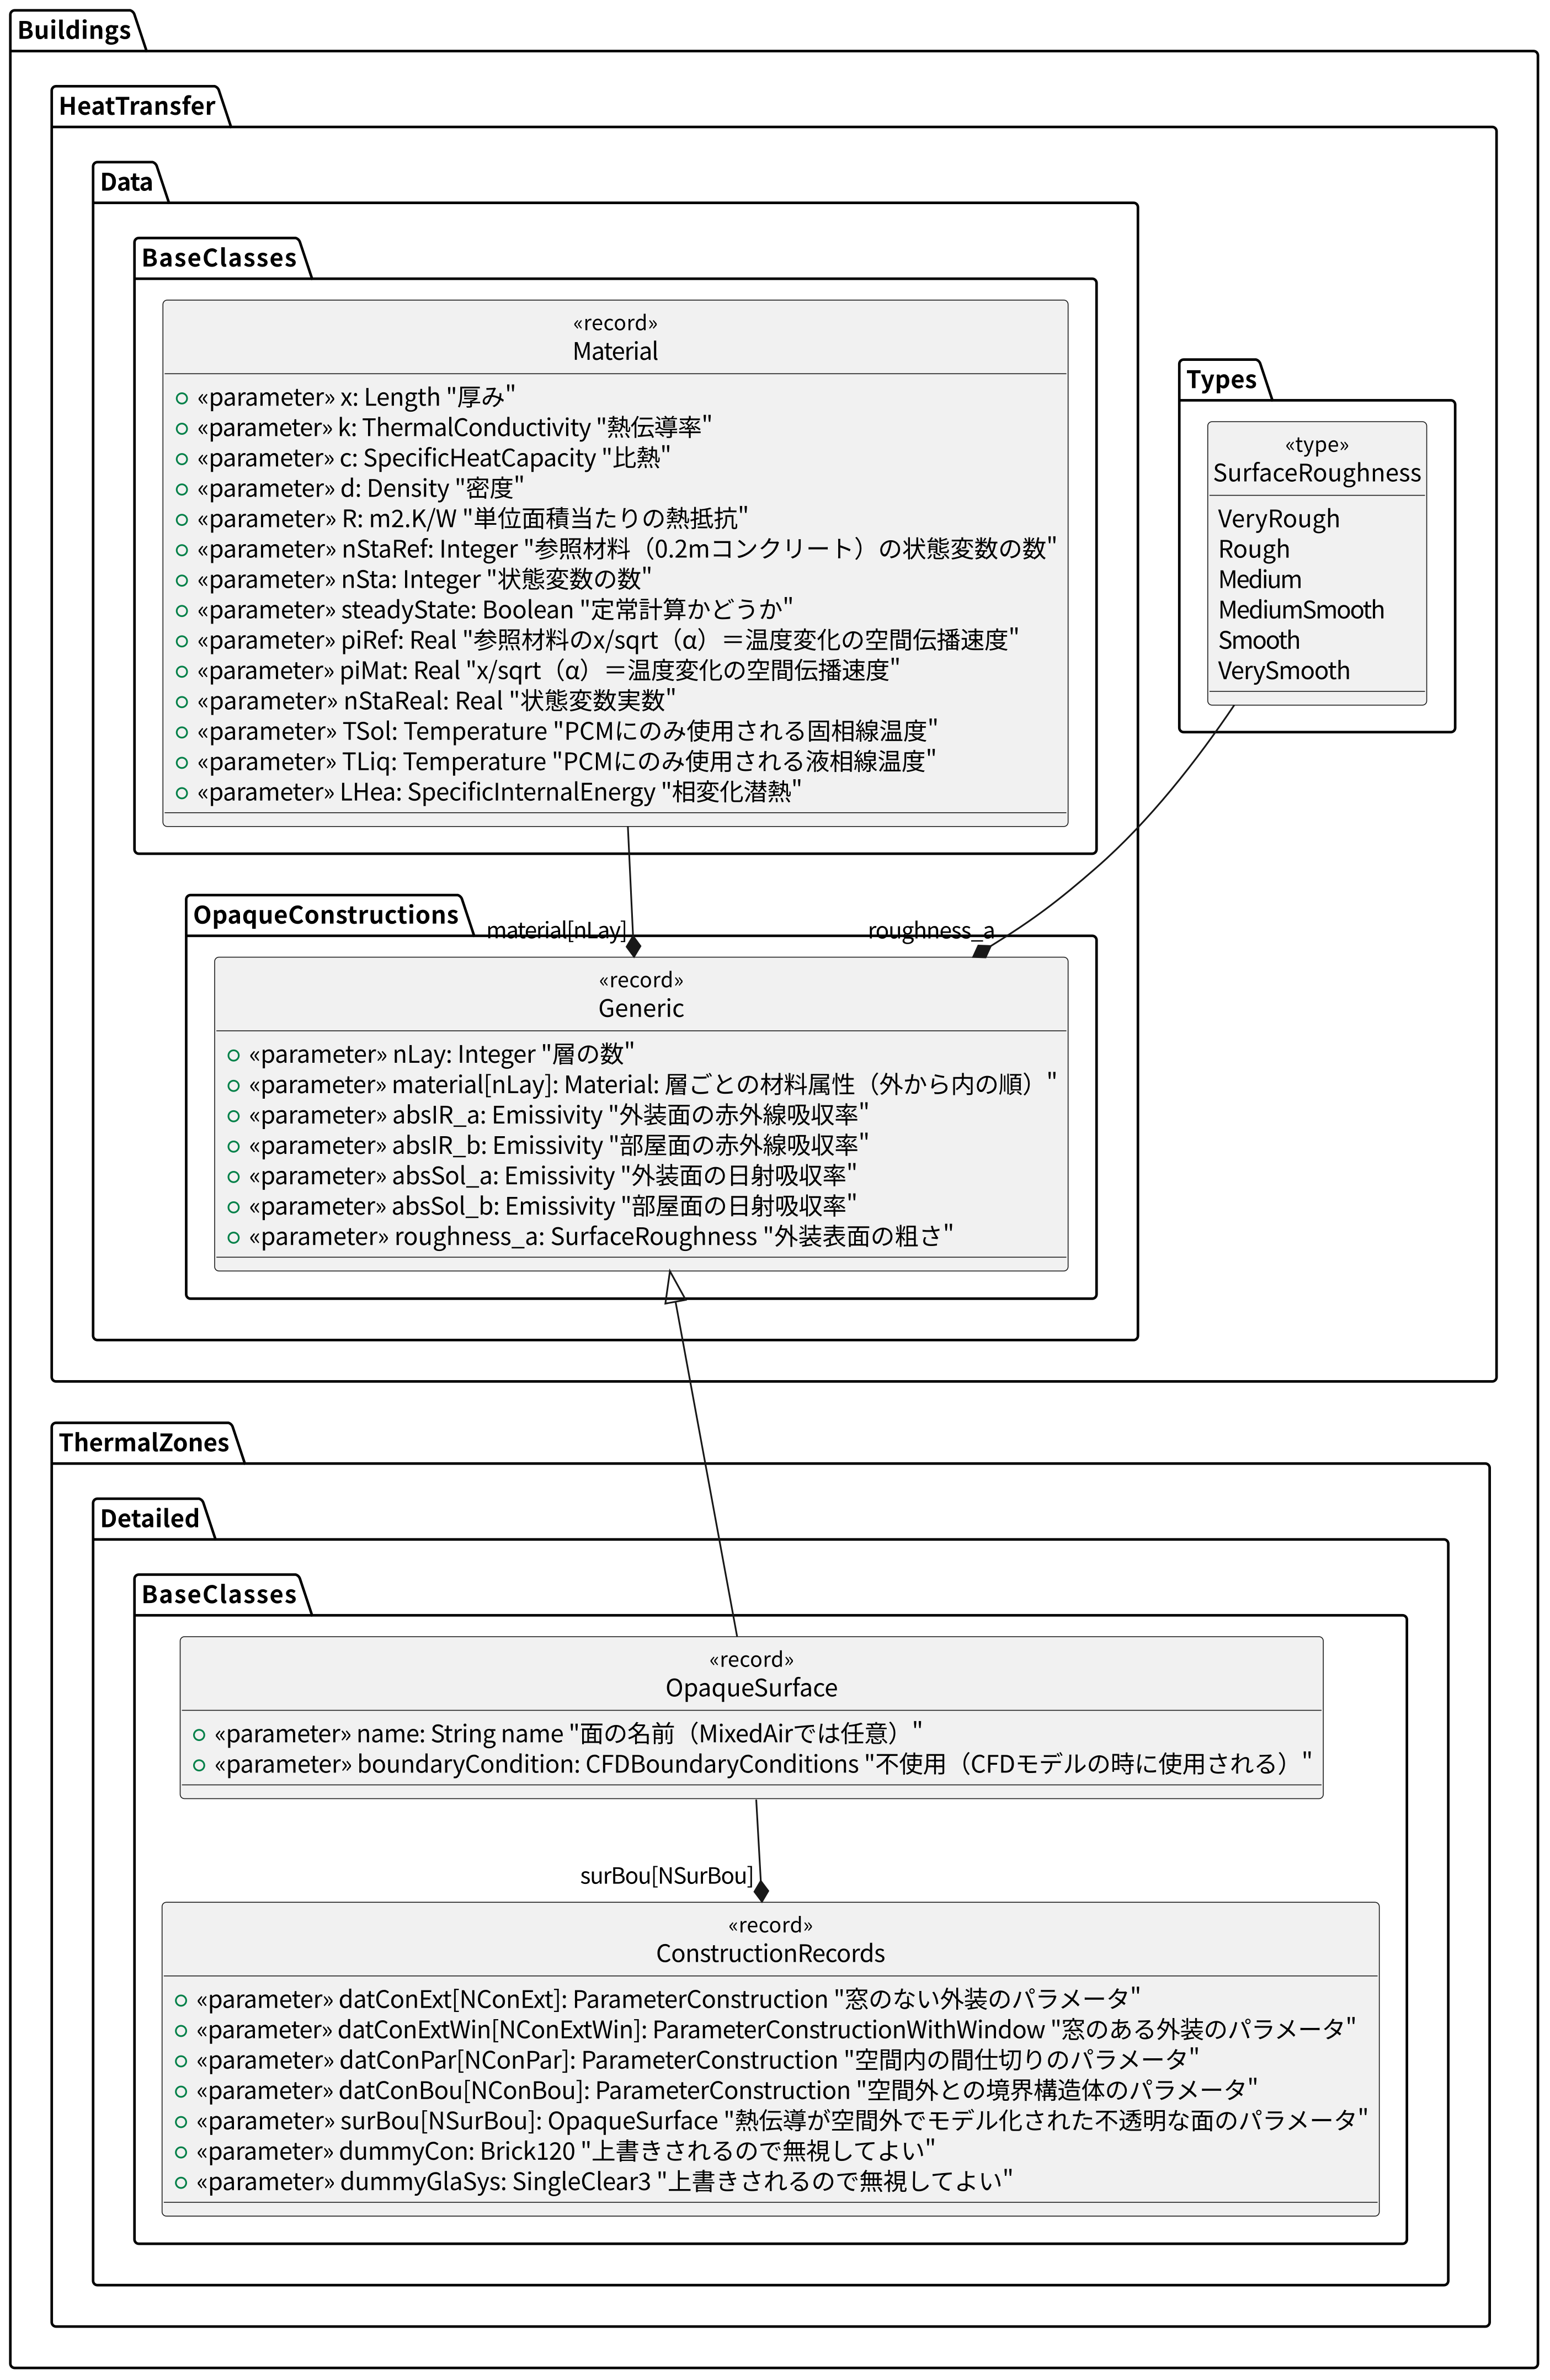 Buildings
HeatTransfer
Data
BaseClasses
«record»
Material
«parameter» x: Length "厚み"
«parameter» k: ThermalConductivity "熱伝導率"
«parameter» c: SpecificHeatCapacity "比熱"
«parameter» d: Density "密度"
«parameter» R: m2.K/W "単位面積当たりの熱抵抗"
«parameter» nStaRef: Integer "参照材料（0.2mコンクリート）の状態変数の数"
«parameter» nSta: Integer "状態変数の数"
«parameter» steadyState: Boolean "定常計算かどうか"
«parameter» piRef: Real "参照材料のx/sqrt（α）＝温度変化の空間伝播速度"
«parameter» piMat: Real "x/sqrt（α）＝温度変化の空間伝播速度"
«parameter» nStaReal: Real "状態変数実数"
«parameter» TSol: Temperature "PCMにのみ使用される固相線温度"
«parameter» TLiq: Temperature "PCMにのみ使用される液相線温度"
«parameter» LHea: SpecificInternalEnergy "相変化潜熱"
Types
«type»
SurfaceRoughness
VeryRough
Rough
Medium
MediumSmooth
Smooth
VerySmooth
OpaqueConstructions
material[nLay]
roughness_a
«record»
Generic
«parameter» nLay: Integer "層の数"
«parameter» material[nLay]: Material: 層ごとの材料属性（外から内の順）"
«parameter» absIR_a: Emissivity "外装面の赤外線吸収率"
«parameter» absIR_b: Emissivity "部屋面の赤外線吸収率"
«parameter» absSol_a: Emissivity "外装面の日射吸収率"
«parameter» absSol_b: Emissivity "部屋面の日射吸収率"
«parameter» roughness_a: SurfaceRoughness "外装表面の粗さ"
ThermalZones
Detailed
BaseClasses
«record»
OpaqueSurface
«parameter» name: String name "面の名前（MixedAirでは任意）"
«parameter» boundaryCondition: CFDBoundaryConditions "不使用（CFDモデルの時に使用される）"
surBou[NSurBou]
«record»
ConstructionRecords
«parameter» datConExt[NConExt]: ParameterConstruction "窓のない外装のパラメータ"
«parameter» datConExtWin[NConExtWin]: ParameterConstructionWithWindow "窓のある外装のパラメータ"
«parameter» datConPar[NConPar]: ParameterConstruction "空間内の間仕切りのパラメータ"
«parameter» datConBou[NConBou]: ParameterConstruction "空間外との境界構造体のパラメータ"
«parameter» surBou[NSurBou]: OpaqueSurface "熱伝導が空間外でモデル化された不透明な面のパラメータ"
«parameter» dummyCon: Brick120 "上書きされるので無視してよい"
«parameter» dummyGlaSys: SingleClear3 "上書きされるので無視してよい"